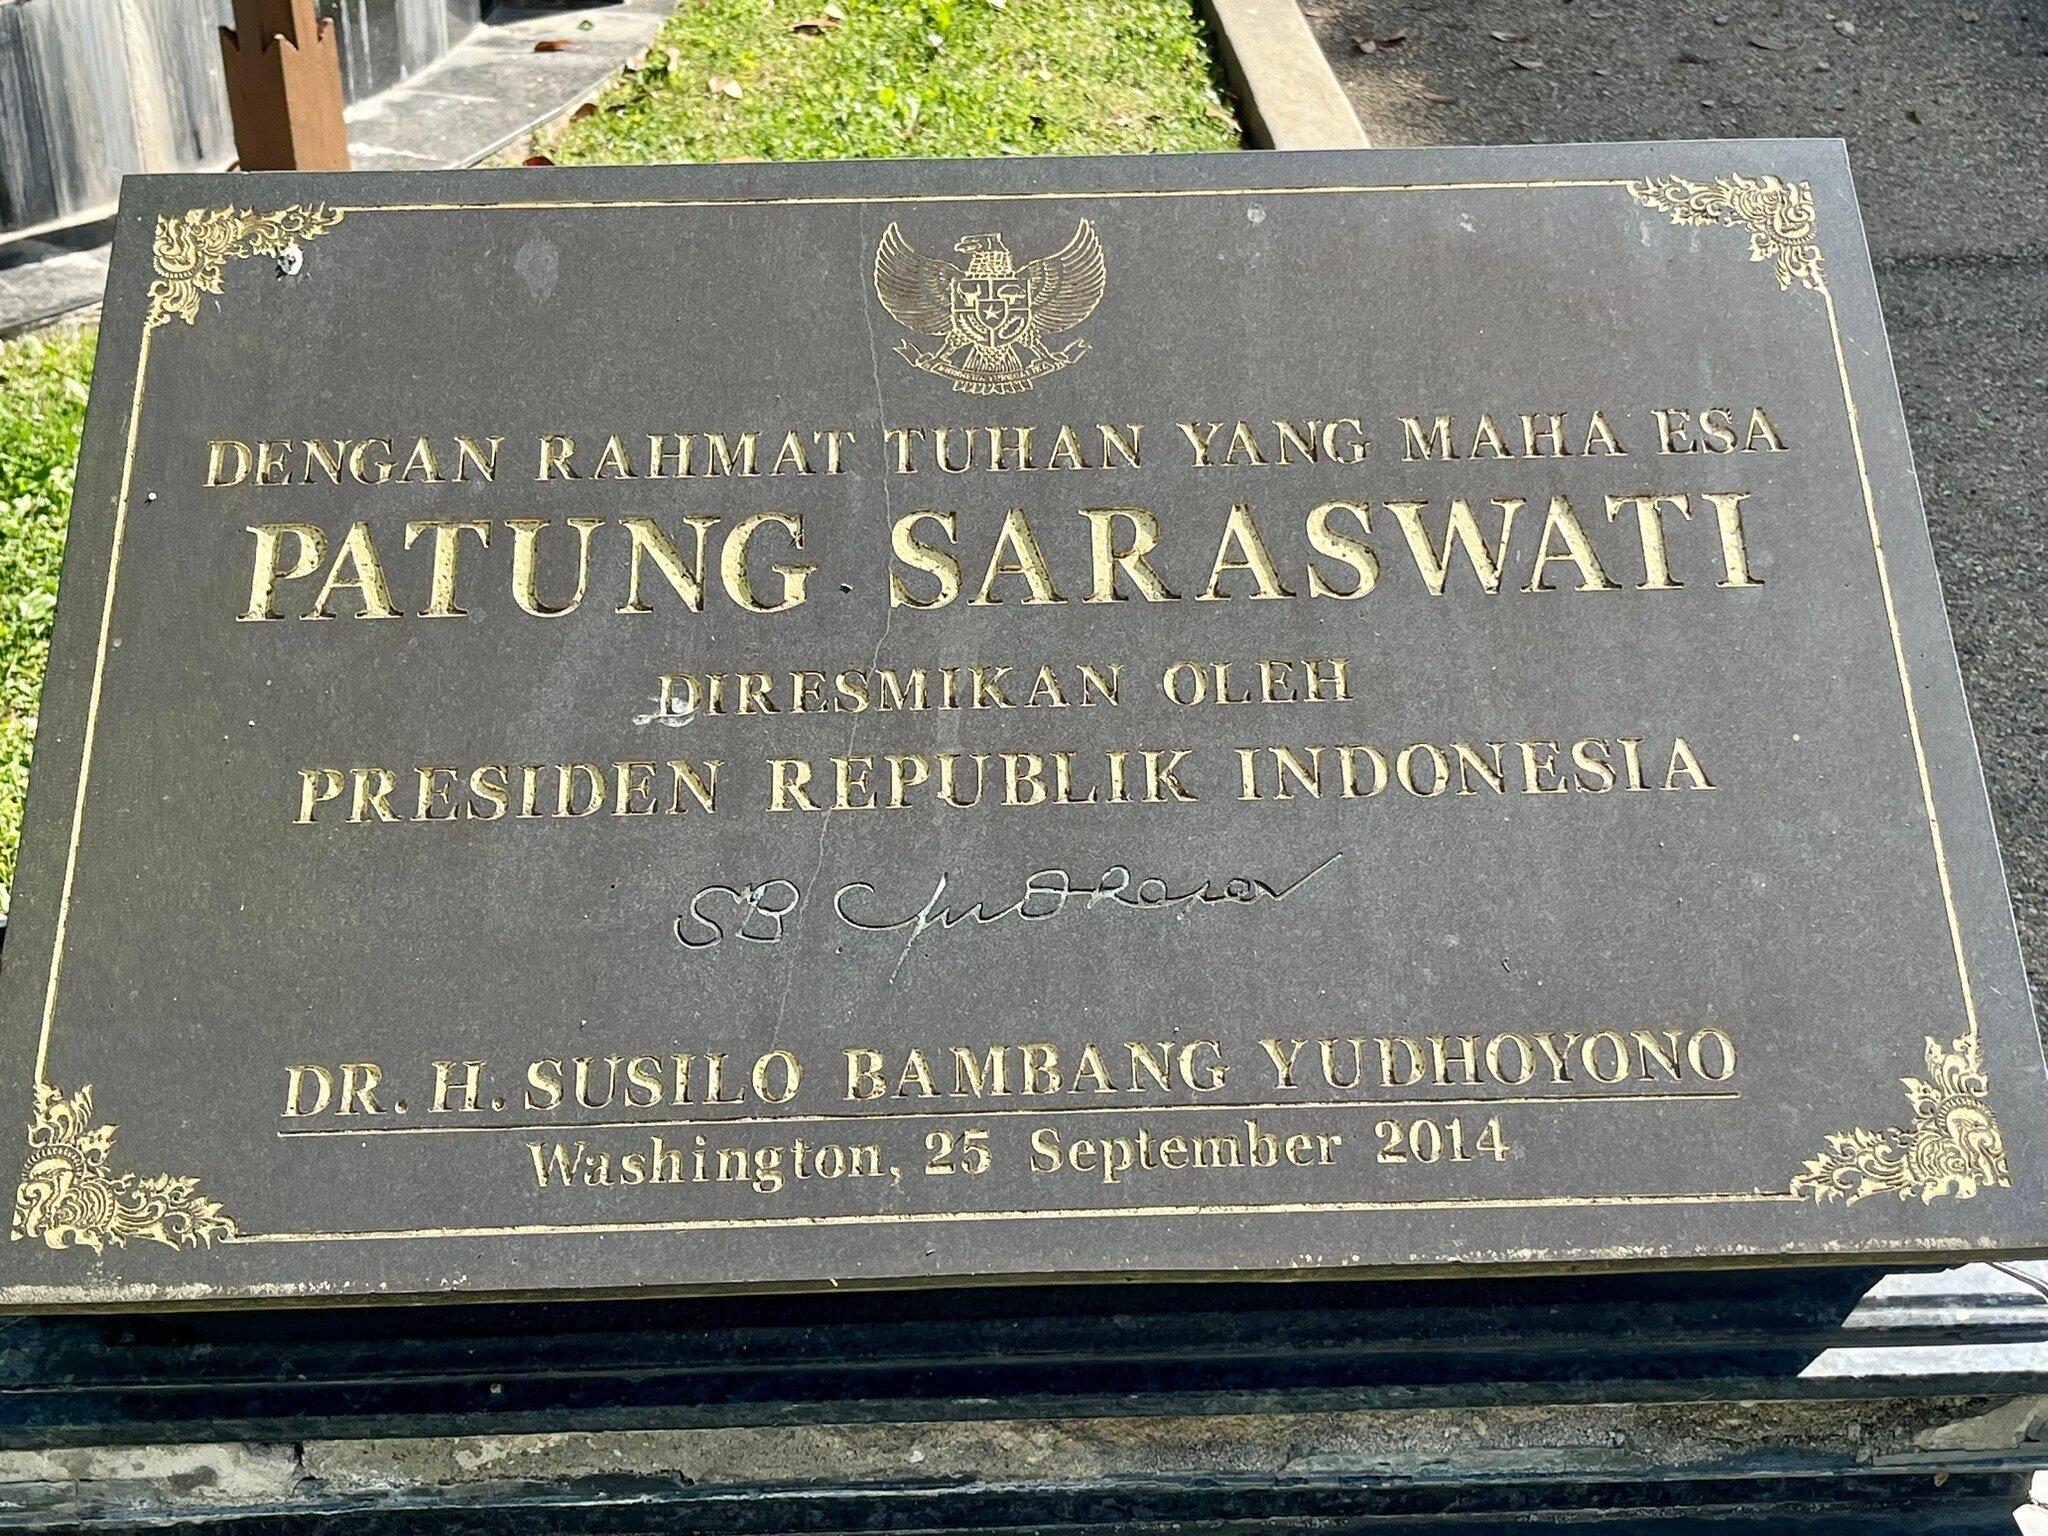 DENGAN RAHMAT TUHAN YANG MAHA ESA
PATUNG SARASWATI
DIRESMIKAN OLEH
PRESIDEN REPUBLIK INDONESIA
DR. H. SUSILO BAMBANG YUDHOYONO
Washington, 25 September 2014